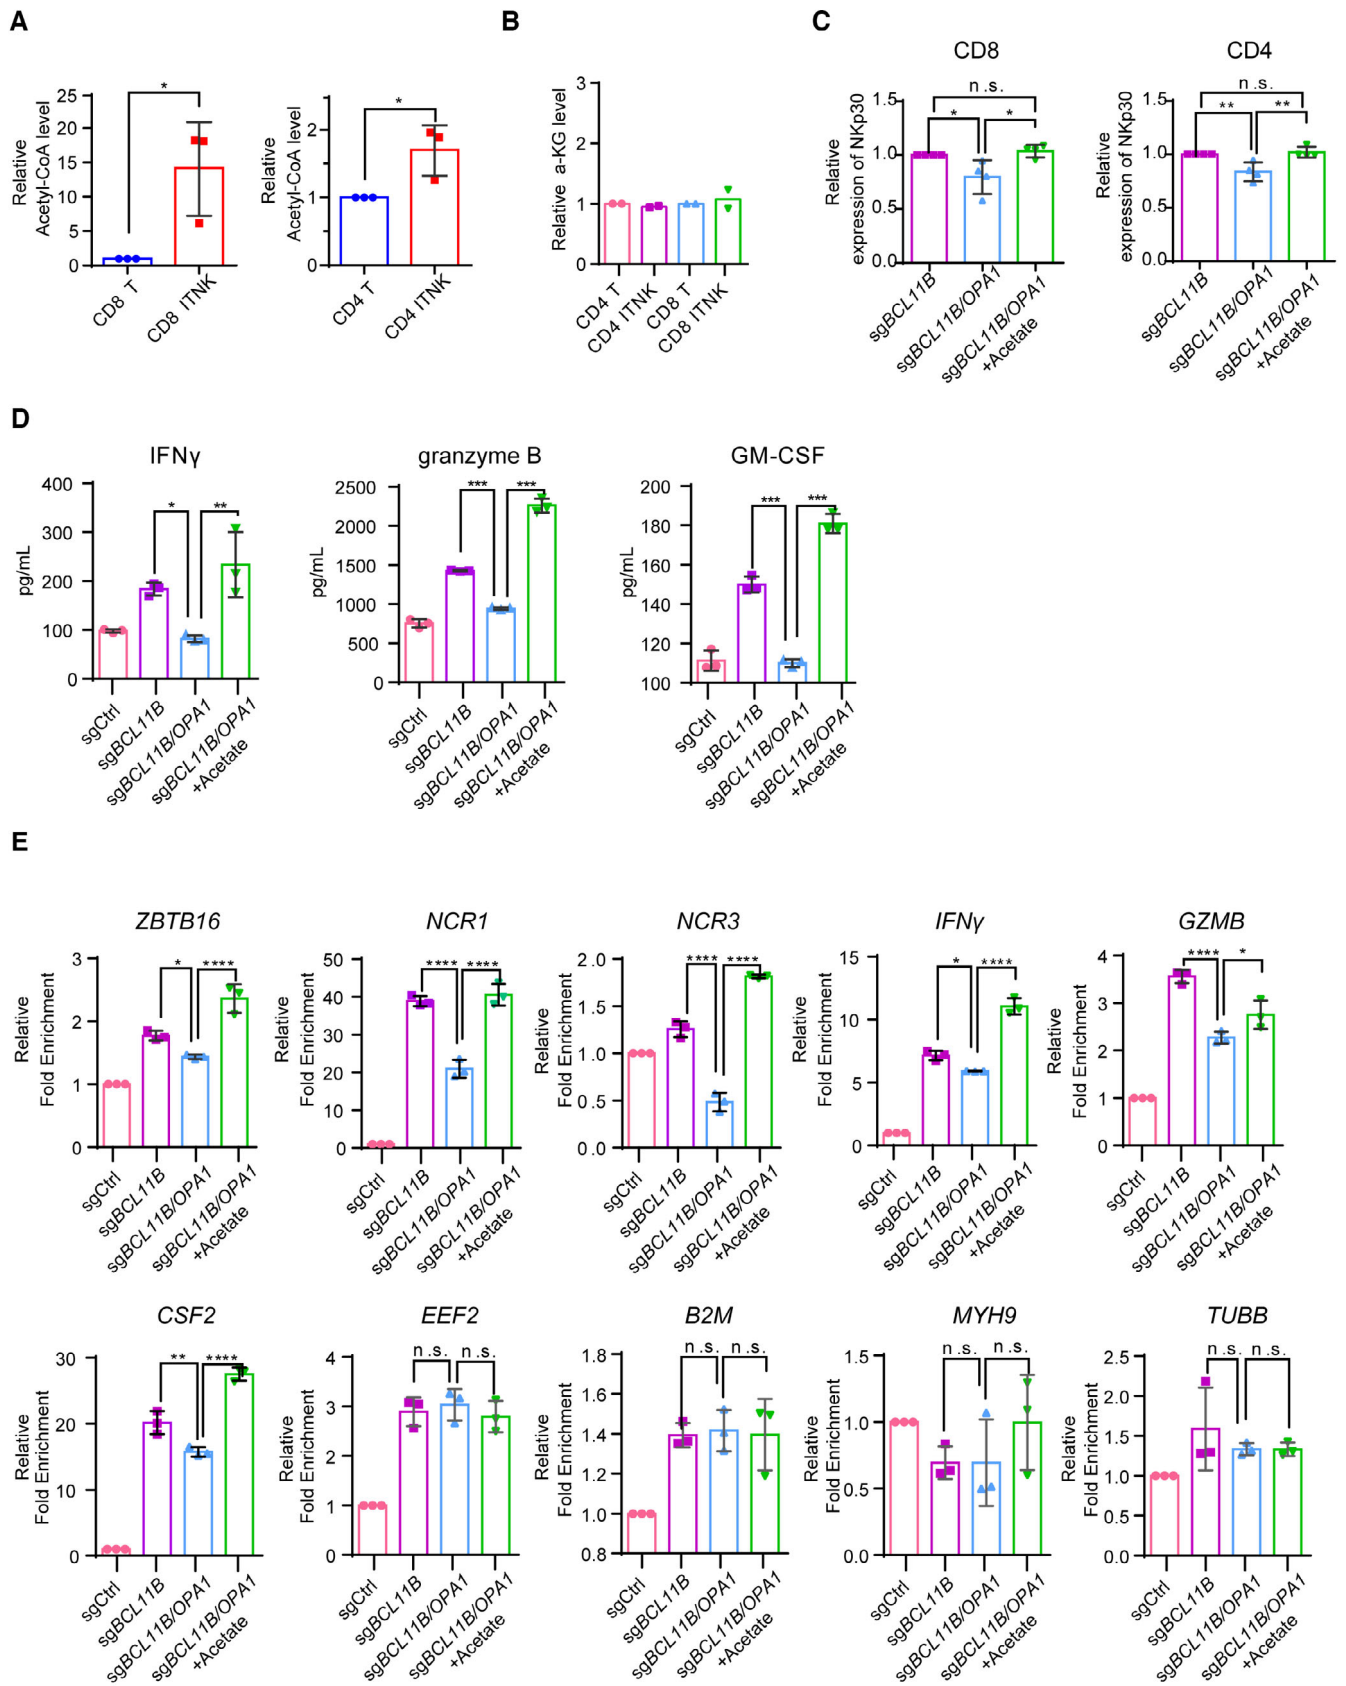 A
B
C
D
E
Relative
Acetyl-CoA level
25
20
15
10
5
0
*
CD8 T
CD8 ITNK
Relative
Acetyl-CoA level
2
1
0
*
CD4 T
CD4 ITNK
Relative a-KG level
3
2
1
0
CD4 T
CD4 ITNK
CD8 T
CD8 ITNK
CD8
Relative
expression of NKp30
1.5
1.0
0.5
0.0
n.s.
*
*
sgBCL11B
sgBCL11B/OPA1
sgBCL11B/OPA1
+Acetate
CD4
Relative
expression of NKp30
1.5
1.0
0.5
0.0
n.s.
**
**
sgBCL11B
sgBCL11B/OPA1
sgBCL11B/OPA1
+Acetate
IFNγ
pg/mL
400
300
200
100
0
*
**
sgCtrl
sgBCL11B
sgBCL11B/OPA1
sgBCL11B/OPA1
+Acetate
granzyme B
pg/mL
2500
2000
1500
1000
500
0
***
***
sgCtrl
sgBCL11B
sgBCL11B/OPA1
sgBCL11B/OPA1
+Acetate
GM-CSF
pg/mL
200
180
160
140
120
100
***
***
sgCtrl
sgBCL11B
sgBCL11B/OPA1
sgBCL11B/OPA1
+Acetate
ZBTB16
Relative
Fold Enrichment
3
2
1
0
*
****
sgCtrl
sgBCL11B
sgBCL11B/OPA1
sgBCL11B/OPA1
+Acetate
NCR1
Relative
Fold Enrichment
50
40
30
20
10
0
****
****
sgCtrl
sgBCL11B
sgBCL11B/OPA1
sgBCL11B/OPA1
+Acetate
NCR3
Relative
Fold Enrichment
2.0
1.5
1.0
0.5
0.0
****
****
sgCtrl
sgBCL11B
sgBCL11B/OPA1
sgBCL11B/OPA1
+Acetate
IFNγ
Relative
Fold Enrichment
15
10
5
0
*
****
sgCtrl
sgBCL11B
sgBCL11B/OPA1
sgBCL11B/OPA1
+Acetate
GZMB
Relative
Fold Enrichment
4
3
2
1
0
****
*
sgCtrl
sgBCL11B
sgBCL11B/OPA1
sgBCL11B/OPA1
+Acetate
CSF2
Relative
Fold Enrichment
30
20
10
0
**
****
sgCtrl
sgBCL11B
sgBCL11B/OPA1
sgBCL11B/OPA1
+Acetate
EEF2
Relative
Fold Enrichment
4
3
2
1
0
n.s.
n.s.
sgCtrl
sgBCL11B
sgBCL11B/OPA1
sgBCL11B/OPA1
+Acetate
B2M
Relative
Fold Enrichment
1.8
1.6
1.4
1.2
1.0
0.8
n.s.
n.s.
sgCtrl
sgBCL11B
sgBCL11B/OPA1
sgBCL11B/OPA1
+Acetate
MYH9
Relative
Fold Enrichment
1.5
1.0
0.5
0.0
n.s.
n.s.
sgCtrl
sgBCL11B
sgBCL11B/OPA1
sgBCL11B/OPA1
+Acetate
TUBB
Relative
Fold Enrichment
2.5
2.0
1.5
1.0
0.5
0.0
n.s.
n.s.
sgCtrl
sgBCL11B
sgBCL11B/OPA1
sgBCL11B/OPA1
+Acetate